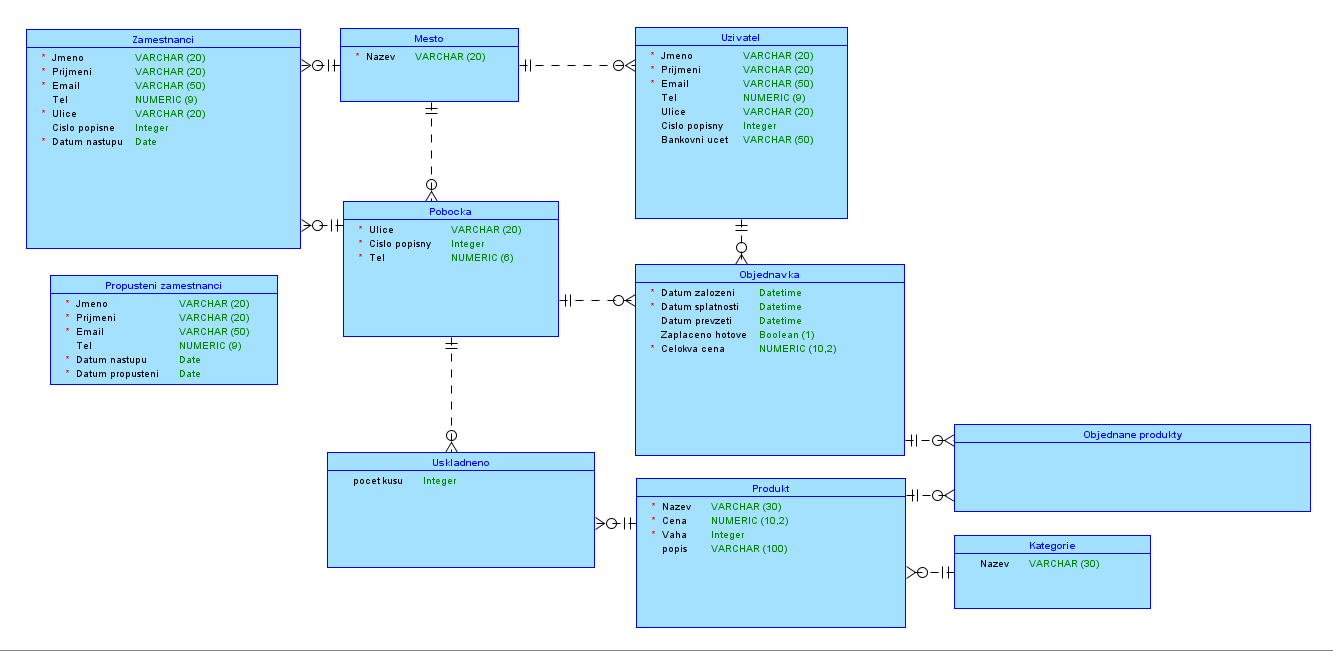 Zamestnanci
* Jmeno VARCHAR (20)
* Prijmeni VARCHAR (20)
* Email VARCHAR (50)
Tel NUMERIC (9)
* Ulice VARCHAR (20)
Cislo popisne Integer
* Datum nastupu Date
Mesto
* Nazev VARCHAR (20)
Uzivatel
* Jmeno VARCHAR (20)
* Prijmeni VARCHAR (20)
* Email VARCHAR (50)
Tel NUMERIC (9)
Ulice VARCHAR (20)
Cislo popisny Integer
Bankovni ucet VARCHAR (50)
Pobocka
* Ulice VARCHAR (20)
* Cislo popisny Integer
* Tel NUMERIC (6)
Propusteni zamestnanci
* Jmeno VARCHAR (20)
* Prijmeni VARCHAR (20)
* Email VARCHAR (50)
Tel NUMERIC (9)
* Datum nastupu Date
* Datum propusteni Date
Objednavka
* Datum zalozeni Datetime
* Datum splatnosti Datetime
Datum prevzeti Datetime
Zaplaceno hotove Boolean (1)
* Celokva cena NUMERIC (10,2)
Objednane produkty
Uskladneno
pocet kusu Integer
Produkt
* Nazev VARCHAR (30)
* Cena NUMERIC (10,2)
* Vaha Integer
popis VARCHAR (100)
Kategorie
Nazev VARCHAR (30)